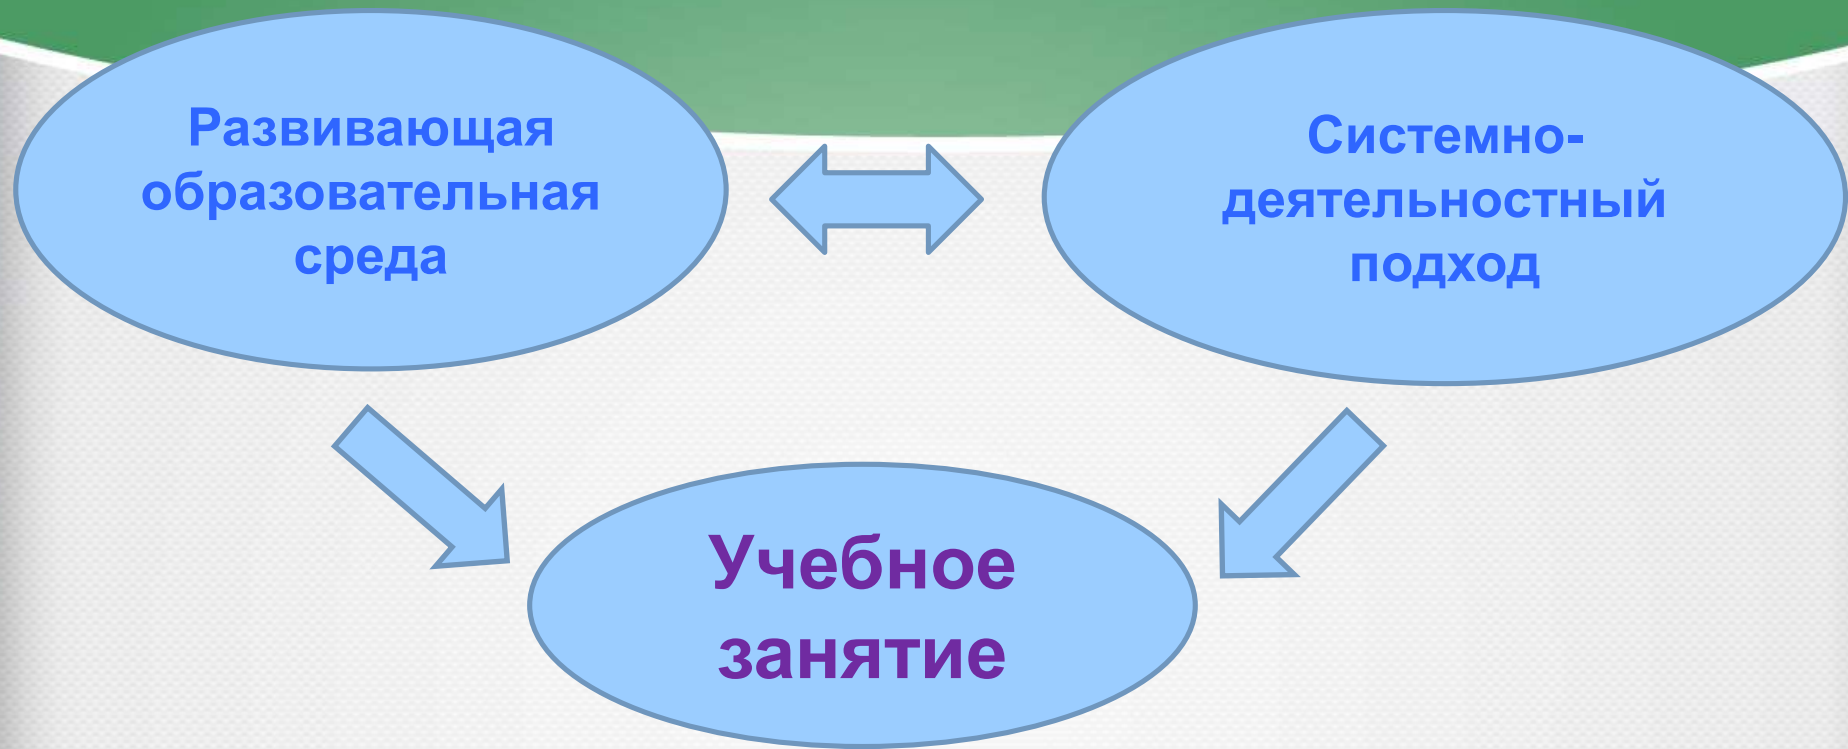 Развивающая
образовательная
среда
Системно-
деятельностный
подход
Учебное
занятие